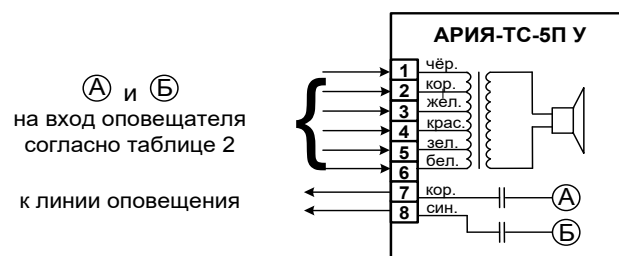 АРИЯ-ТС-5П У
А и Б
на вход оповещателя
согласно таблице 2
к линии оповещения
1 чёр.
2 кор.
3 жел.
4 крас.
5 зел.
6 бел.
7 кор. А
8 син. Б